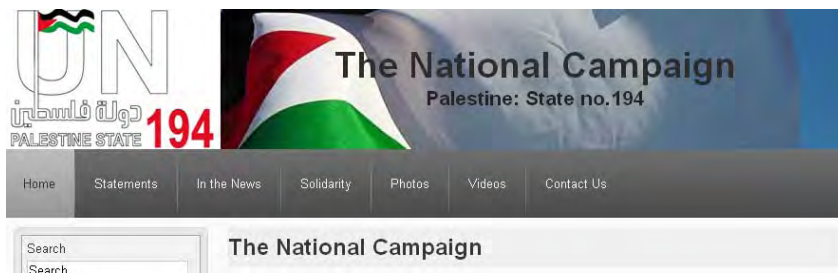 UN
دولة فلسطين
PALESTINE STATE 194
The National Campaign
Palestine: State no.194
Home Statements In the News Solidarity Photos Videos Contact Us
Search
The National Campaign
Search